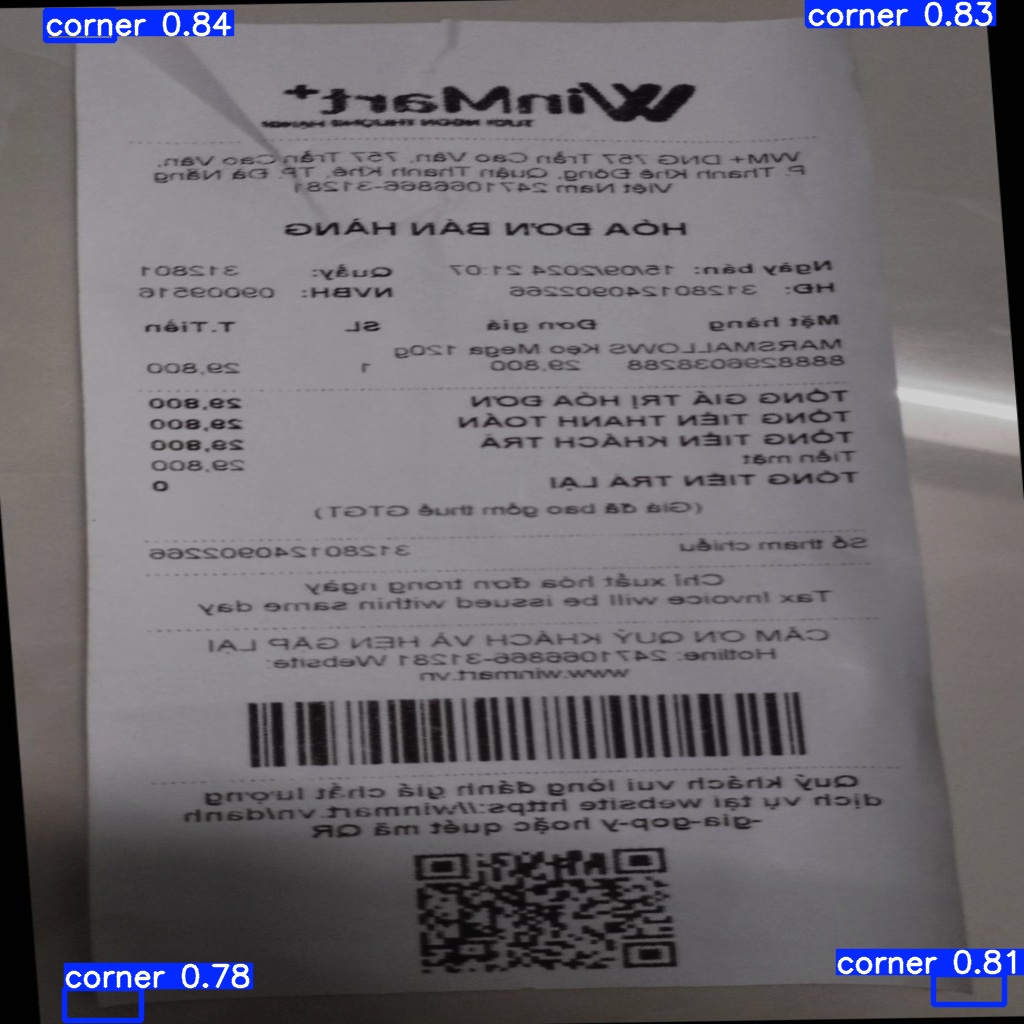 corner 0.84
corner 0.83
WinMart+
TƯƠI NGON THƯỢNG HẠNG!
WM+ DNG 757 Trần Cao Vân, 757 Trần Cao Vân,
P. Thanh Khê Đông, Quận Thanh Khê, TP. Đà Nẵng
Việt Nam 2471066866-31281
HÓA ĐƠN BÁN HÀNG
Ngày bán: 15/09/2024 21:07 Quầy: 312801
HĐ: 3128012409002266 NVBH: 09009516
Mặt hàng Đơn giá SL T.Tiền
MARSMALLOWS Kẹo Mega 120g
8888296038288 29,800 1 29,800
TỔNG GIÁ TRỊ HÓA ĐƠN 29,800
TỔNG TIỀN THANH TOÁN 29,800
TỔNG TIỀN KHÁCH TRẢ 29,800
Tiền mặt 29,800
TỔNG TIỀN TRẢ LẠI 0
(Giá đã bao gồm thuế GTGT)
Số tham chiếu 3128012409002266
Chỉ xuất hóa đơn trong ngày
Tax Invoice will be issued within same day
CẢM ƠN QUÝ KHÁCH VÀ HẸN GẶP LẠI
Hotline: 2471066866-31281 Website:
www.winmart.vn
Quý khách vui lòng đánh giá chất lượng
dịch vụ tại website https://winmart.vn/danh
-gia-gop-y hoặc quét mã QR
corner 0.78
corner 0.81